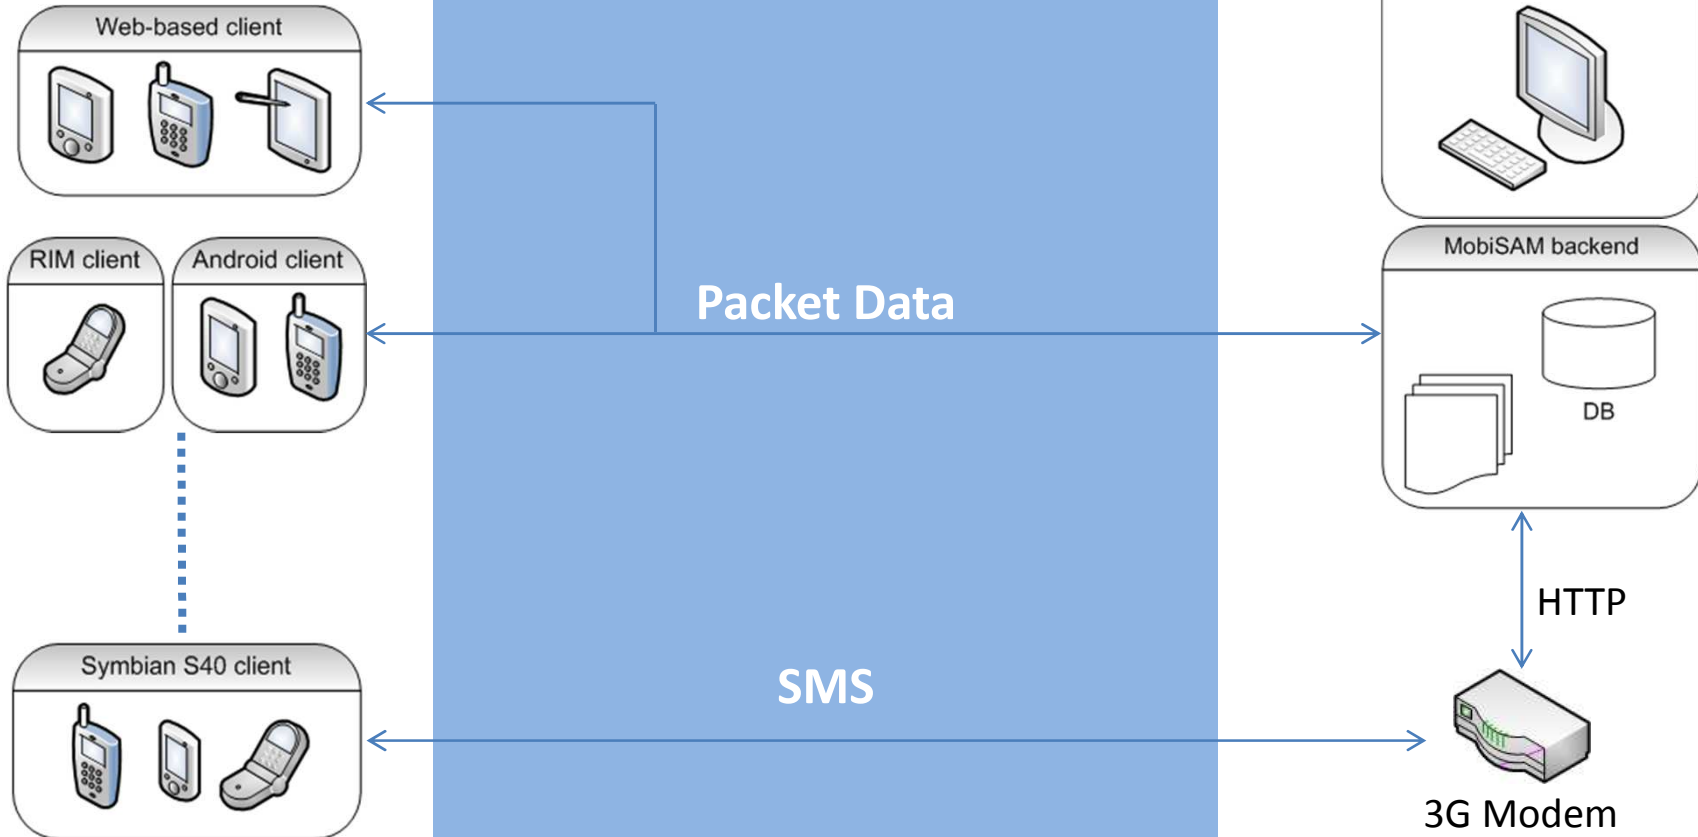 Web-based client
RIM client
Android client
Packet Data
MobiSAM backend
DB
HTTP
Symbian S40 client
SMS
3G Modem